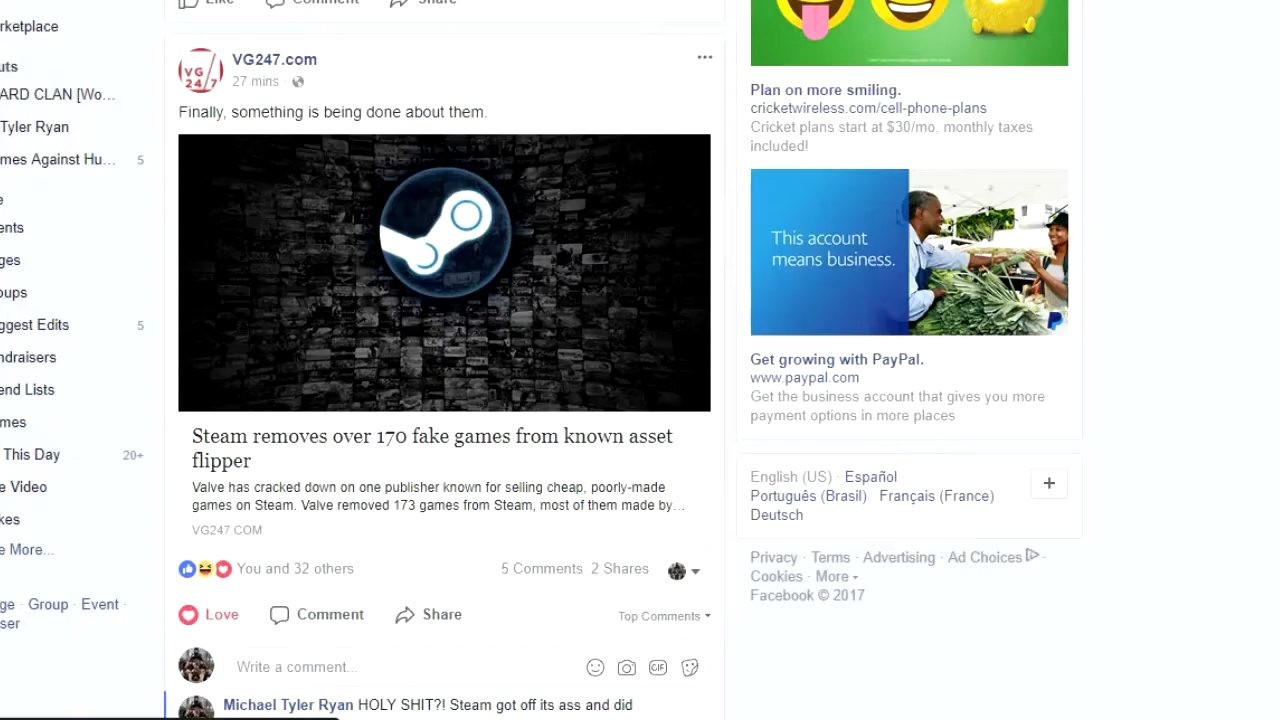 Like Comment Share
rketplace
uts
ARD CLAN [Wo...
Tyler Ryan
mes Against Hu... 5
e
ents
ges
oups
ggest Edits 5
ndraisers
end Lists
mes
This Day 20+
e Video
kes
e More...
ge · Group · Event ·
ser
VG247.com
27 mins ·
Finally, something is being done about them.
VG
24/7
Steam removes over 170 fake games from known asset
flipper
Valve has cracked down on one publisher known for selling cheap, poorly-made
games on Steam. Valve removed 173 games from Steam, most of them made by...
VG247.COM
You and 32 others 5 Comments 2 Shares
Love Comment Share Top Comments
Write a comment... GIF
Michael Tyler Ryan HOLY SHIT?! Steam got off its ass and did
Plan on more smiling.
cricketwireless.com/cell-phone-plans
Cricket plans start at $30/mo, monthly taxes
included!
This account
means business.
Get growing with PayPal.
www.paypal.com
Get the business account that gives you more
payment options in more places
English (US) · Español ·
Português (Brasil) · Français (France) ·
Deutsch
+
Privacy · Terms · Advertising · Ad Choices ·
Cookies · More
Facebook © 2017